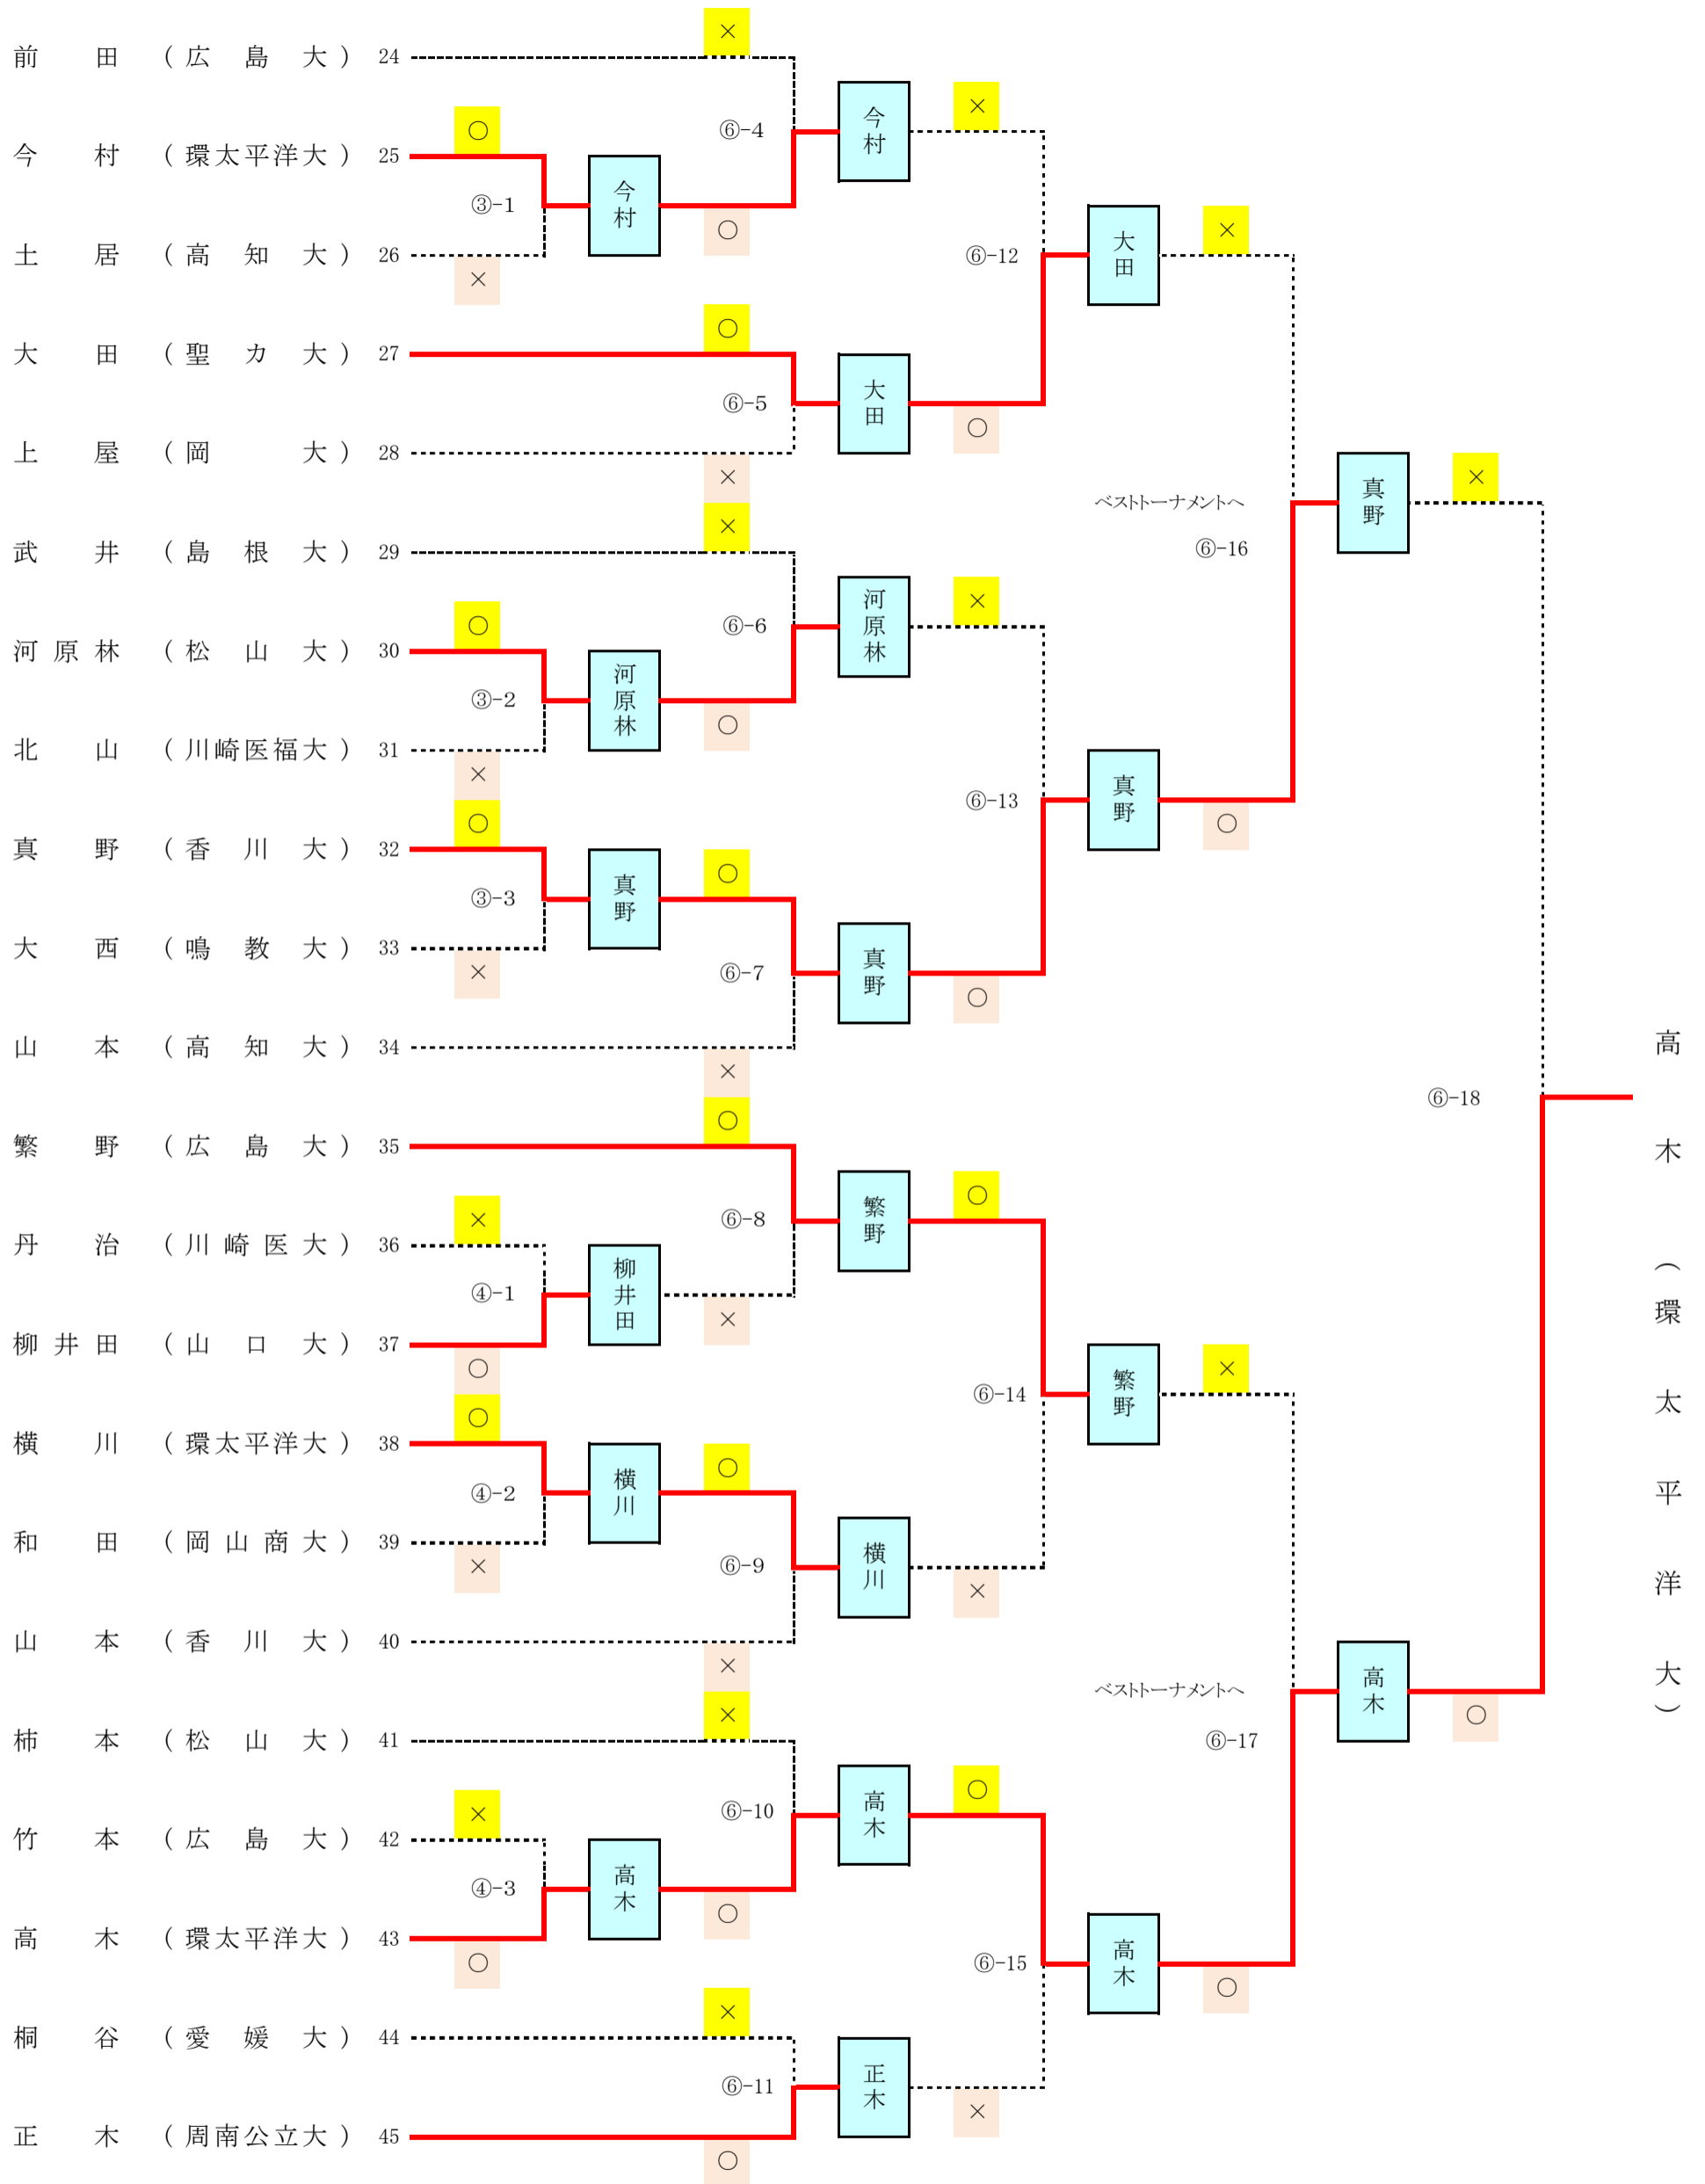 ×
前田(広島大) 24
今村
×
⑥-4
○
今村(環太平洋大) 25
③-1
今村
○
大田
×
土居(高知大) 26
×
⑥-12
○
大田(聖カ大) 27
⑥-5
大田
○
上屋(岡大) 28
×
真野
×
ベストトーナメントへ
×
武井(島根大) 29
⑥-16
河原林
×
○
⑥-6
河原林(松山大) 30
③-2
河原林
○
北山(川崎医福大) 31
×
⑥-13
真野
○
○
真野(香川大) 32
○
③-3
真野
大西(鳴教大) 33
×
⑥-7
真野
○
山本(高知大) 34
×
⑥-18
高木(環太平洋大)
○
繁野(広島大) 35
繁野
○
×
⑥-8
丹治(川崎医大) 36
④-1
柳井田
×
柳井田(山口大) 37
○
繁野
×
⑥-14
○
横川(環太平洋大) 38
○
④-2
横川
和田(岡山商大) 39
×
⑥-9
横川
×
山本(香川大) 40
×
ベストトーナメントへ
高木
○
×
柿本(松山大) 41
⑥-17
高木
○
×
⑥-10
竹本(広島大) 42
④-3
高木
○
高木(環太平洋大) 43
○
⑥-15
高木
○
×
桐谷(愛媛大) 44
⑥-11
正木
×
正木(周南公立大) 45
○